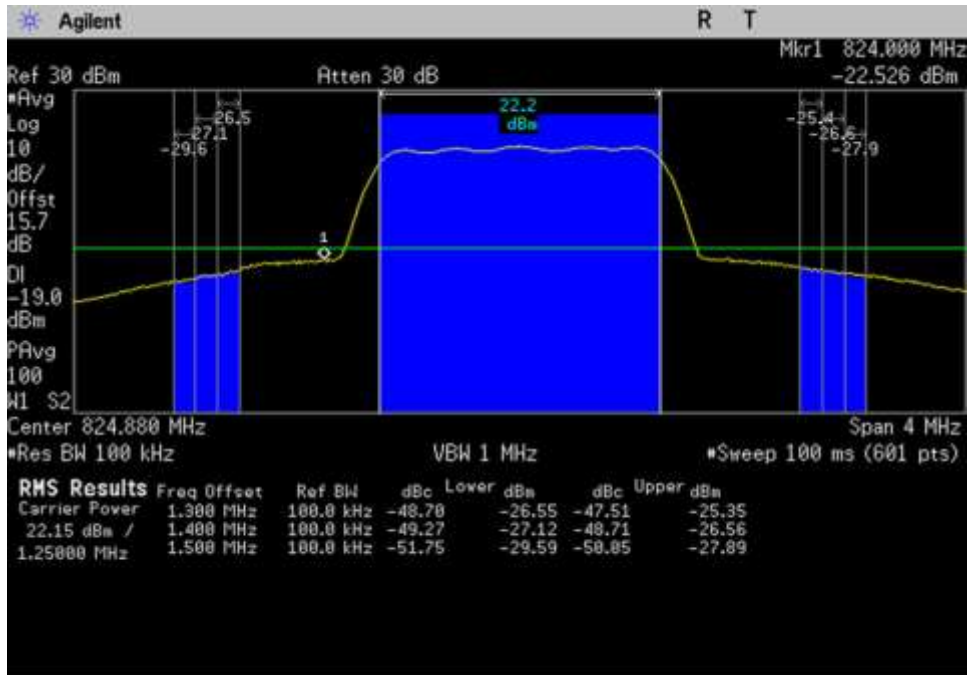 Agilent R T
Mkr1 824.000 MHz
Ref 30 dBm Atten 30 dB -22.526 dBm
#Avg
Log
10
dB/
Offst
15.7
dB
DI
-19.0
dBm
PAvg
100
W1 S2
22.2
dBm
-26.5
-27.1
-29.6
-25.4
-26.6
-27.9
1
Center 824.880 MHz Span 4 MHz
#Res BW 100 kHz VBW 1 MHz #Sweep 100 ms (601 pts)
RMS Results Freq Offset Ref BW dBc Lower dBm dBc Upper dBm
Carrier Power 1.300 MHz 100.0 kHz -48.70 -26.55 -47.51 -25.35
22.15 dBm / 1.400 MHz 100.0 kHz -49.27 -27.12 -48.71 -26.56
1.25000 MHz 1.500 MHz 100.0 kHz -51.75 -29.59 -50.05 -27.89